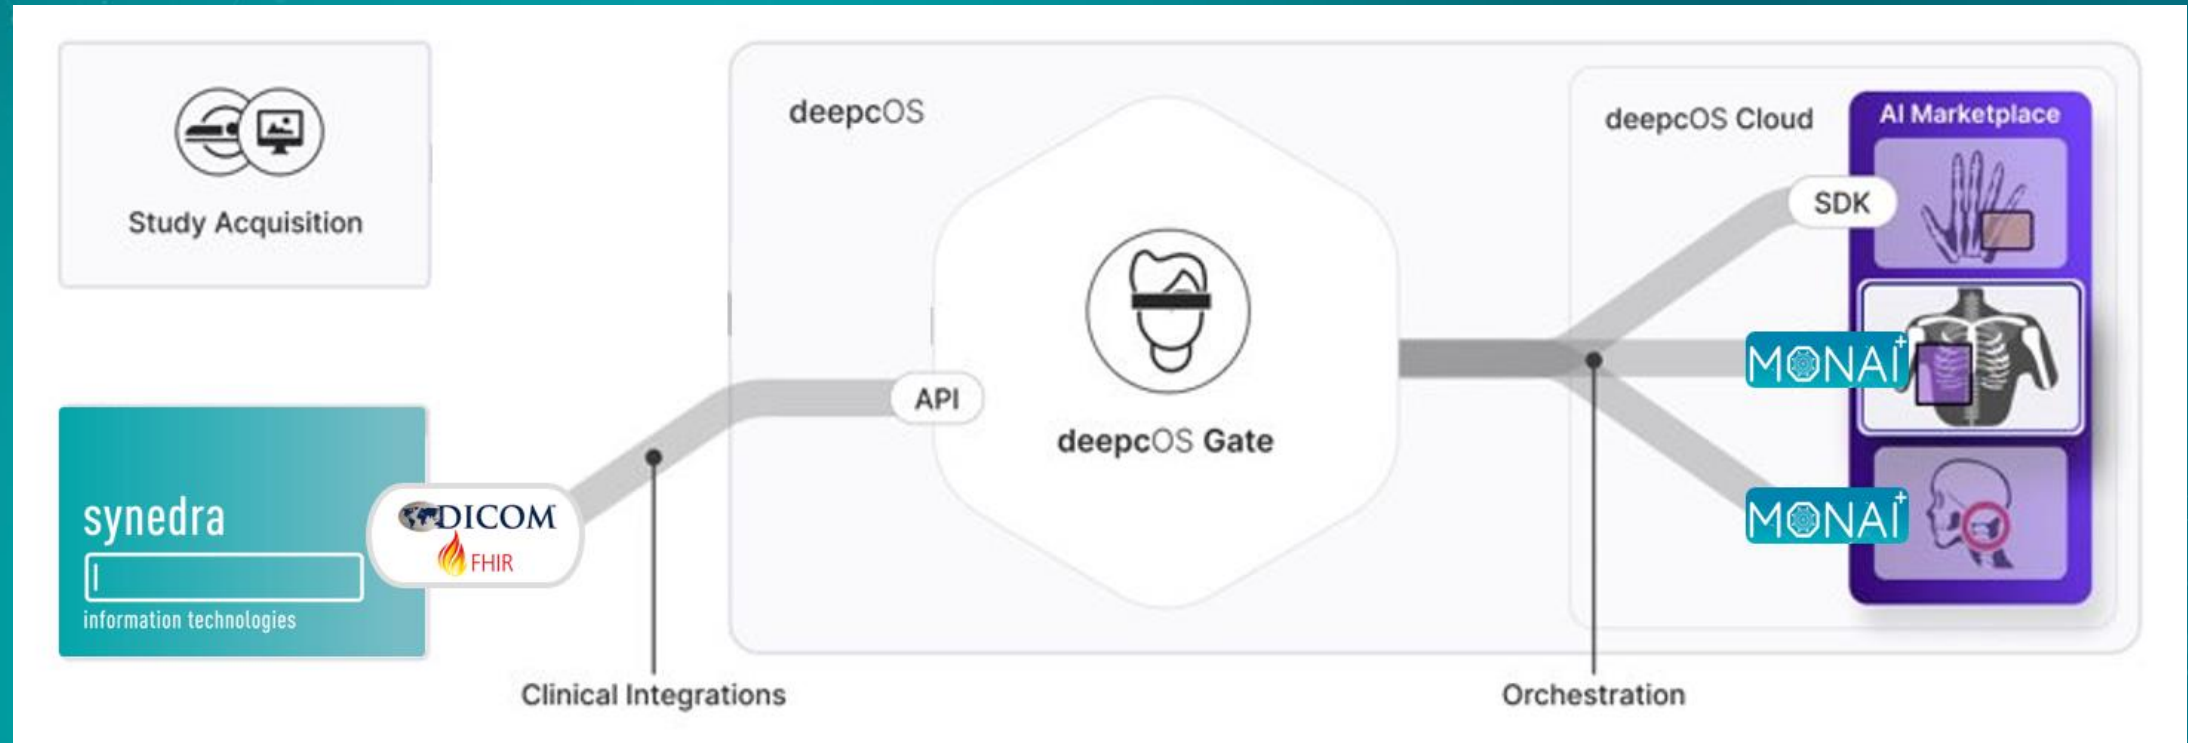 Study Acquisition
synedra
information technologies
DICOM
FHIR
Clinical Integrations
deepcOS
API
deepcOS Gate
Orchestration
deepcOS Cloud
AI Marketplace
SDK
MONAI+
MONAI+